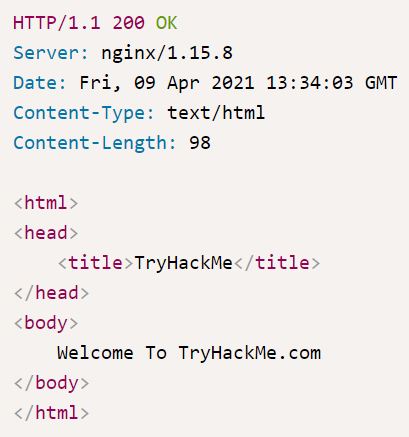 HTTP/1.1 200 OK
Server: nginx/1.15.8
Date: Fri, 09 Apr 2021 13:34:03 GMT
Content-Type: text/html
Content-Length: 98

<html>
<head>
    <title>TryHackMe</title>
</head>
<body>
    Welcome To TryHackMe.com
</body>
</html>